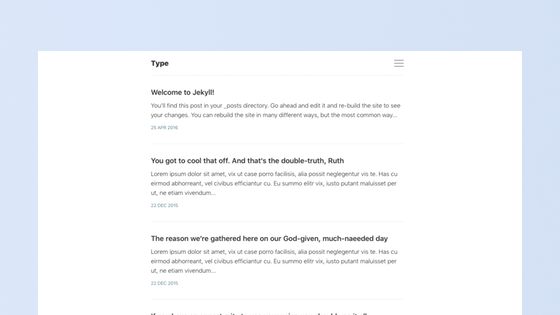 Type
Welcome to Jekyll!
You'll find this post in your _posts directory. Go ahead and edit it and re-build the site to see
your changes. You can rebuild the site in many different ways, but the most common way...
25 APR 2016
You got to cool that off. And that's the double-truth, Ruth
Lorem ipsum dolor sit amet, vix ut case porro facilisis, alia possit neglegentur vis te. Has cu
eirmod abhorreant, vel civibus efficiantur cu. Eu summo elitr vix, iusto putant maluisset per
ut, ne etiam vivendum...
22 DEC 2015
The reason we're gathered here on our God-given, much-naeeded day
Lorem ipsum dolor sit amet, vix ut case porro facilisis, alia possit neglegentur vis te. Has cu
eirmod abhorreant, vel civibus efficiantur cu. Eu summo elitr vix, iusto putant maluisset per
ut, ne etiam vivendum...
22 DEC 2015